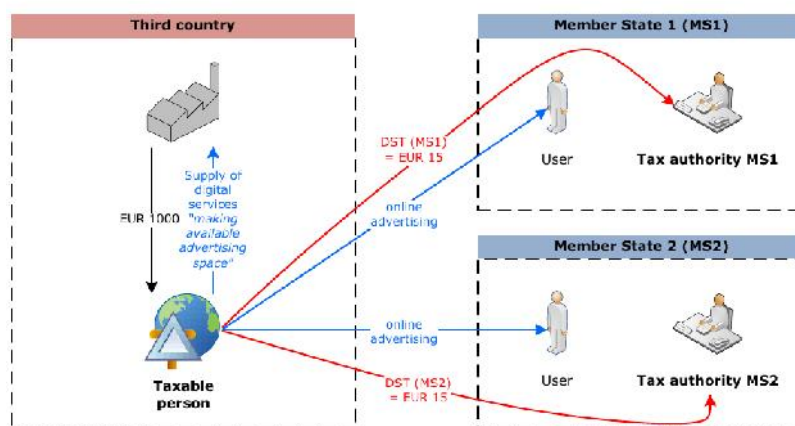 Third country
Member State 1 (MS1)
DST (MS1)
= EUR 15
User
Tax authority MS1
Supply of
digital
services
"making
available
advertising
space"
EUR 1000
online
advertising
Member State 2 (MS2)
online
advertising
Taxable
person
DST (MS2)
= EUR 15
User
Tax authority MS2